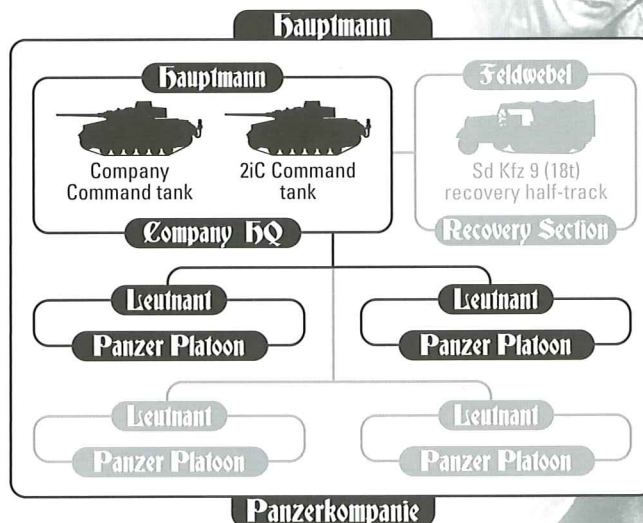 Hauptmann
Hauptmann
Feldwebel
Company
Command tank
2iC Command
tank
Sd Kfz 9 (18t)
recovery half-track
Company HQ
Recovery Section
Leutnant
Leutnant
Panzer Platoon
Panzer Platoon
Leutnant
Leutnant
Panzer Platoon
Panzer Platoon
Panzerkompanie